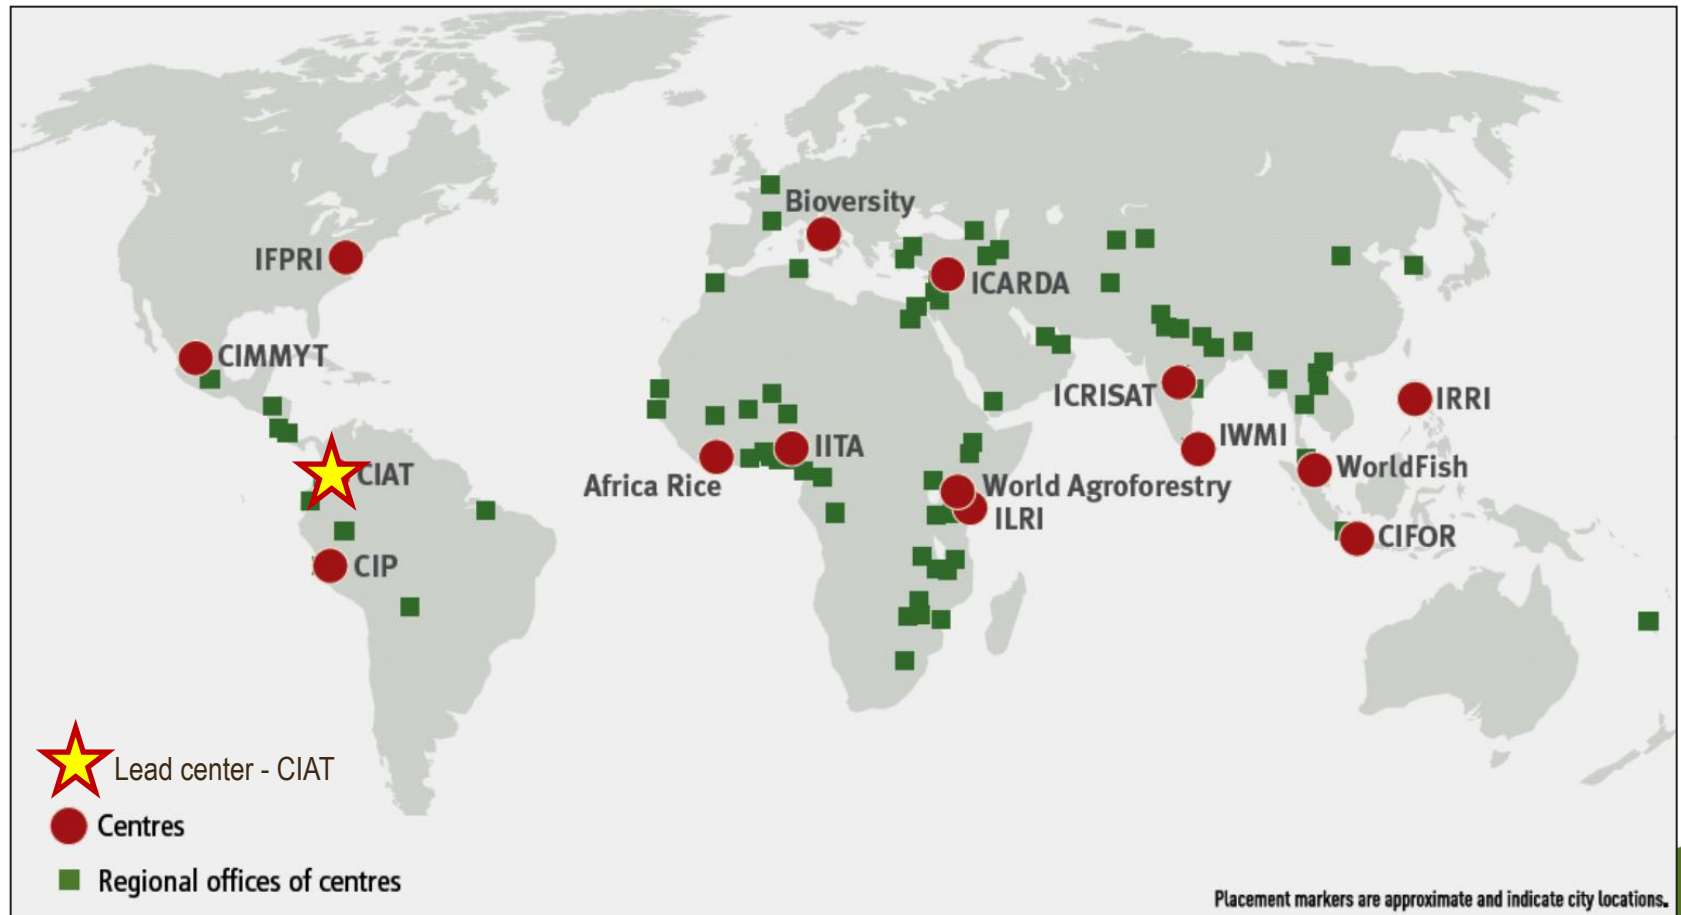 Bioversity
IFPRI
ICARDA
CIMMYT
ICRISAT
IRRI
IWMI
IITA
CIAT
WorldFish
Africa Rice
World Agroforestry
ILRI
CIFOR
CIP
Lead center - CIAT
Centres
Regional offices of centres
Placement markers are approximate and indicate city locations.